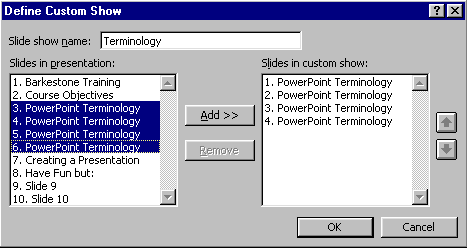 Define Custom Show
Slide show name: Terminology
Slides in presentation:
1. Barkestone Training
2. Course Objectives
3. PowerPoint Terminology
4. PowerPoint Terminology
5. PowerPoint Terminology
6. PowerPoint Terminology
7. Creating a Presentation
8. Have Fun but:
9. Slide 9
10. Slide 10
Add >>
Remove
Slides in custom show:
1. PowerPoint Terminology
2. PowerPoint Terminology
3. PowerPoint Terminology
4. PowerPoint Terminology
OK
Cancel